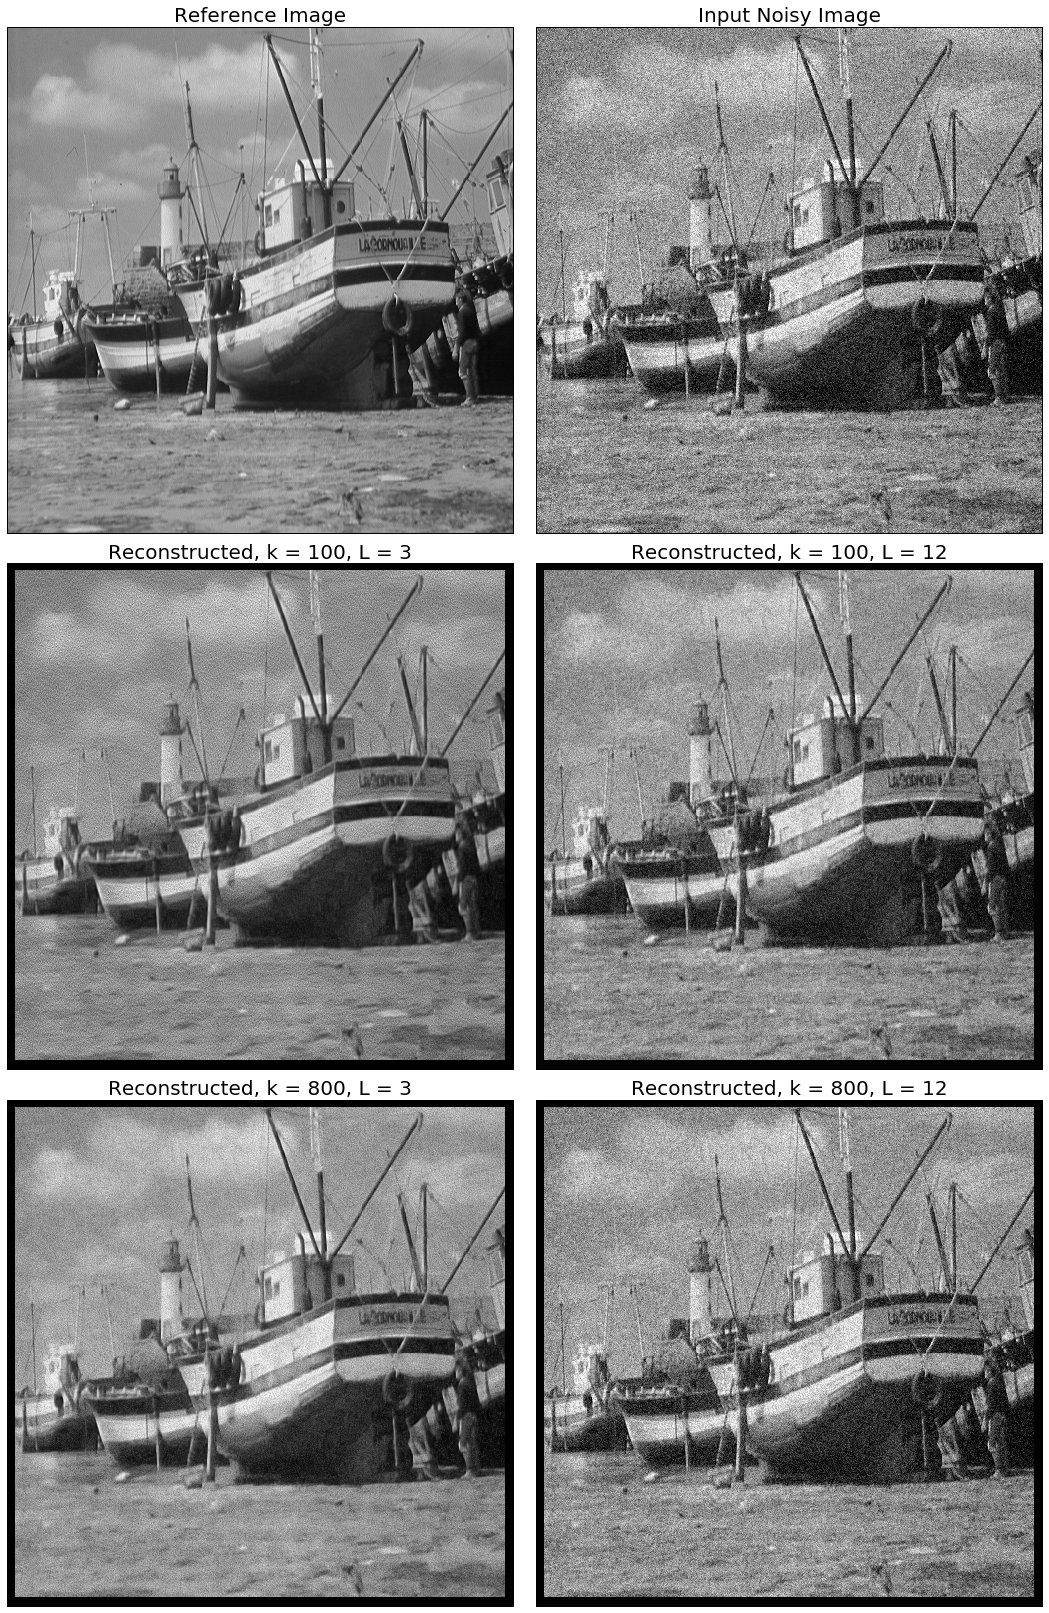 Reference Image
Input Noisy Image
Reconstructed, k = 100, L = 3
Reconstructed, k = 100, L = 12
Reconstructed, k = 800, L = 3
Reconstructed, k = 800, L = 12